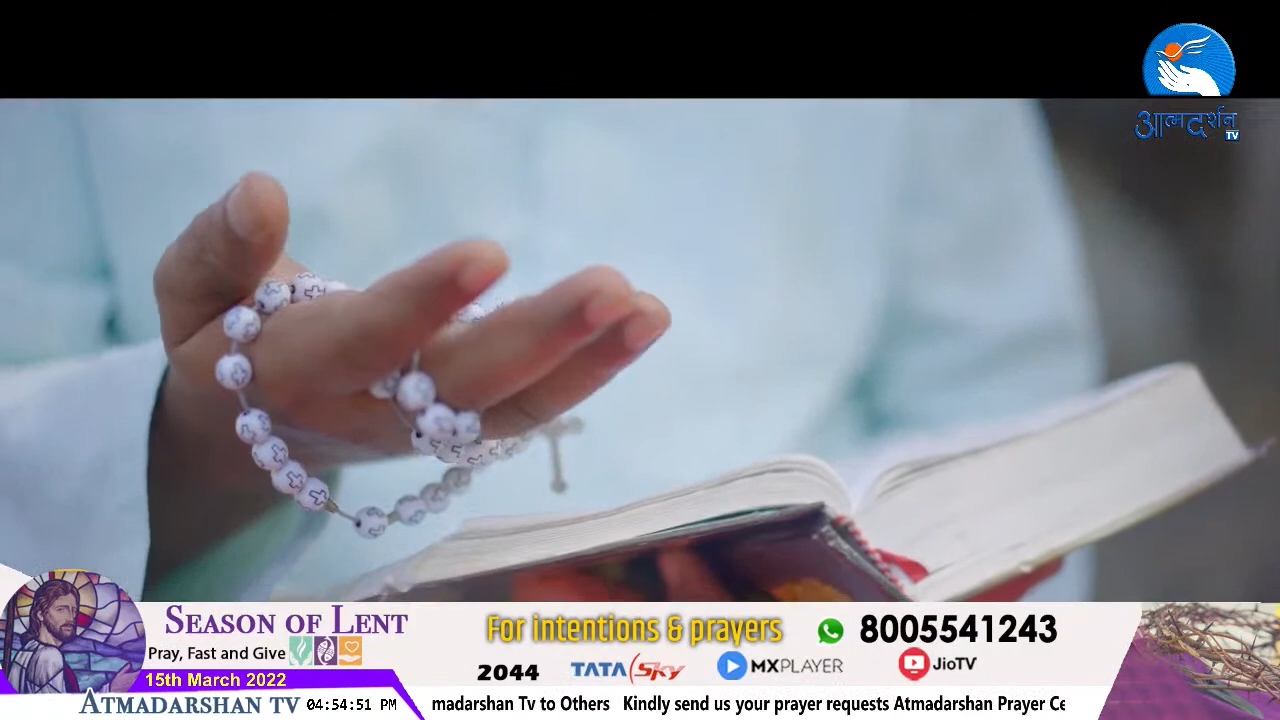 आत्मदर्शन
TV
SEASON OF LENT
Pray, Fast and Give
15th March 2022
ATMADARSHAN TV 04:54:51 PM
For intentions & prayers 8005541243
2044 TATA Sky MXPLAYER JioTV
madarshan Tv to Others Kindly send us your prayer requests Atmadarshan Prayer Ce